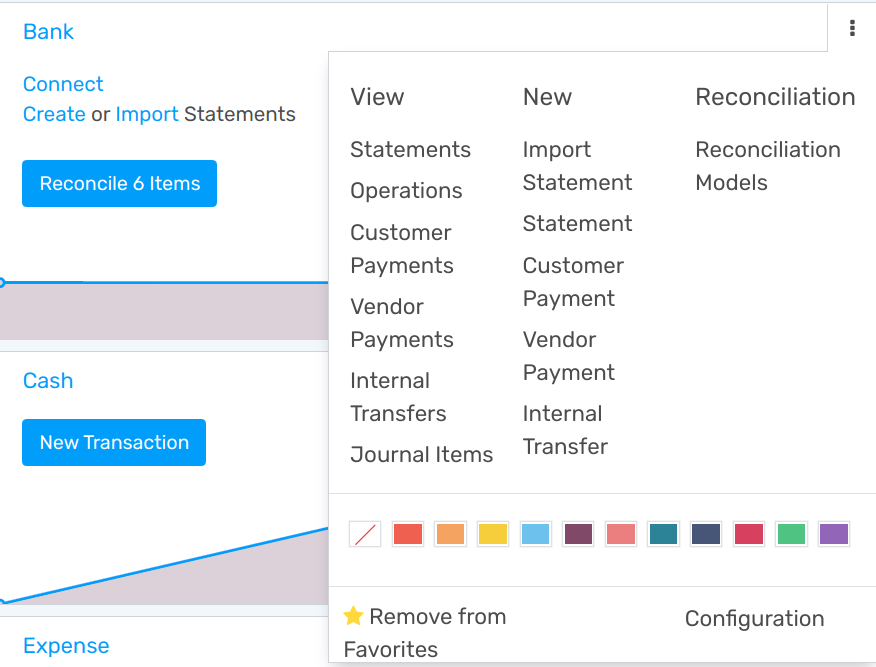 Bank
Connect
Create or Import Statements
Reconcile 6 Items
Cash
New Transaction
Expense
View
Statements
Operations
Customer
Payments
Vendor
Payments
Internal
Transfers
Journal Items
New
Import
Statement
Statement
Customer
Payment
Vendor
Payment
Internal
Transfer
Reconciliation
Reconciliation
Models
Remove from
Favorites
Configuration